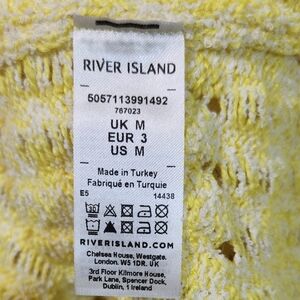 RIVER ISLAND
5057113991492
787023
UK M
EUR 3
US M
Made in Turkey
Fabriqué en Turquie
E5 14438
RIVERISLAND.COM
Chelsea House, Westgate.
London. W5 1DR. UK
3rd Floor Kilmore House,
Park Lane, Spencer Dock,
Dublin, 1 Ireland